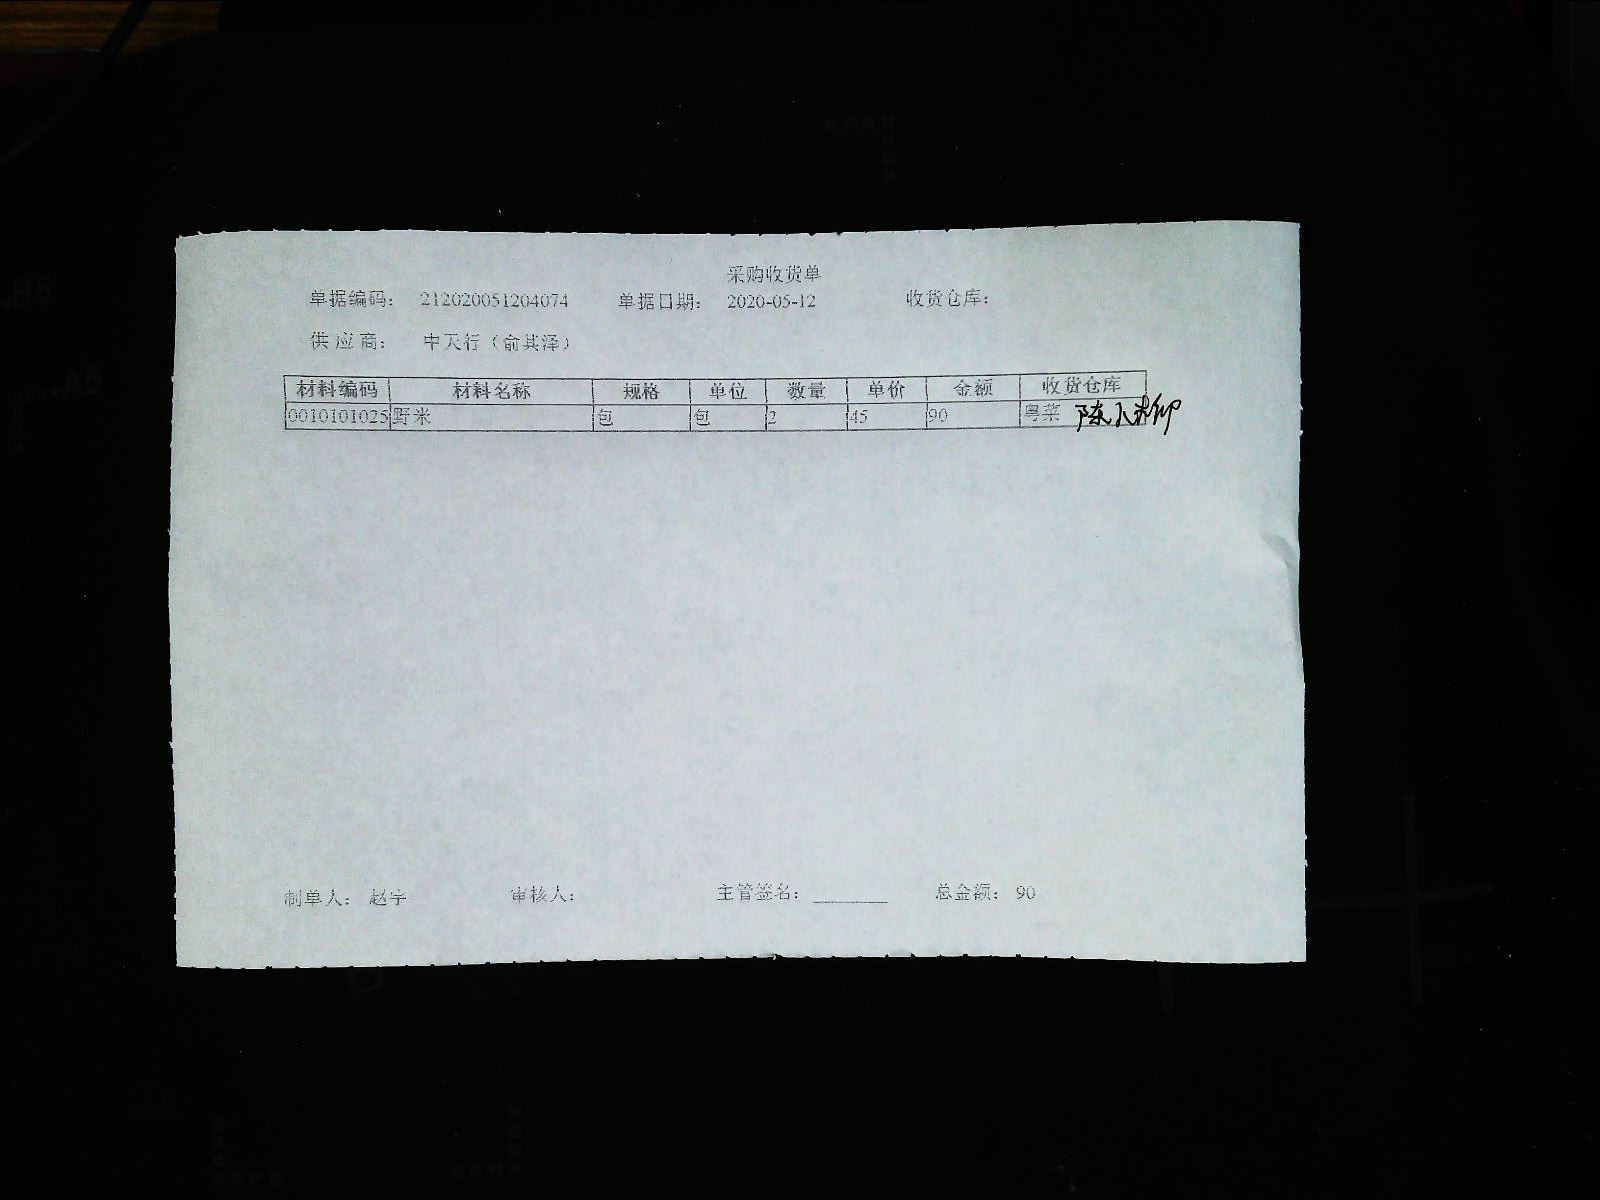 采购收货单
单据编码： 212020051204074 单据日期： 2020-05-12 收货仓库：
供应商： 中天行（俞其泽）
材料编码 材料名称 规格 单位 数量 单价 金额 收货仓库
0010101025 野米 包 包 2 45 90 粤菜
制单人： 赵宇 审核人： 主管签名： ________ 总金额： 90